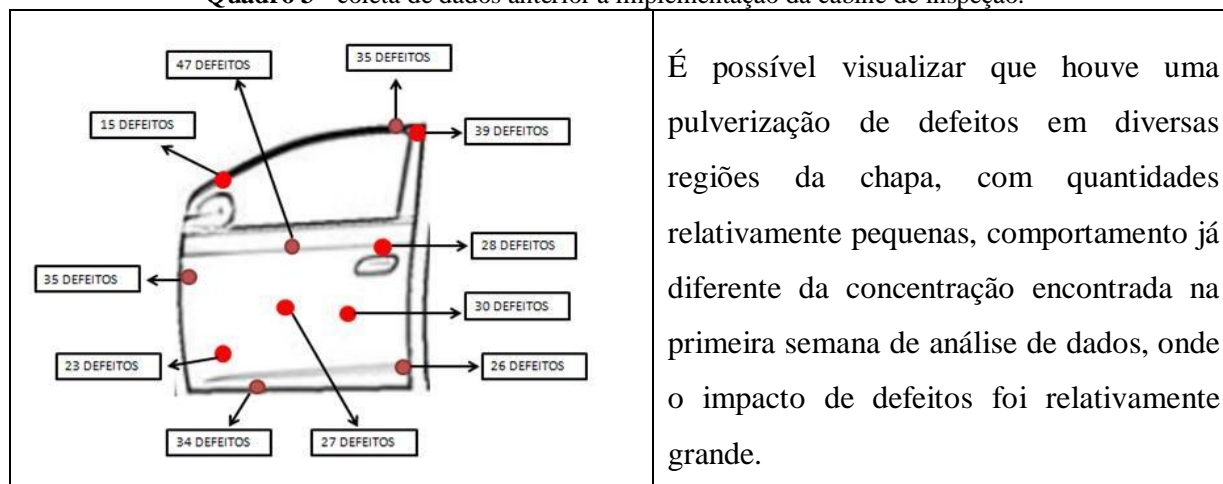 Quadro 3 - coleta de dados anterior à implementação da cabine de inspeção.
47 DEFEITOS
35 DEFEITOS
15 DEFEITOS
39 DEFEITOS
28 DEFEITOS
35 DEFEITOS
30 DEFEITOS
23 DEFEITOS
26 DEFEITOS
34 DEFEITOS
27 DEFEITOS
É possível visualizar que houve uma
pulverização de defeitos em diversas
regiões da chapa, com quantidades
relativamente pequenas, comportamento já
diferente da concentração encontrada na
primeira semana de análise de dados, onde
o impacto de defeitos foi relativamente
grande.